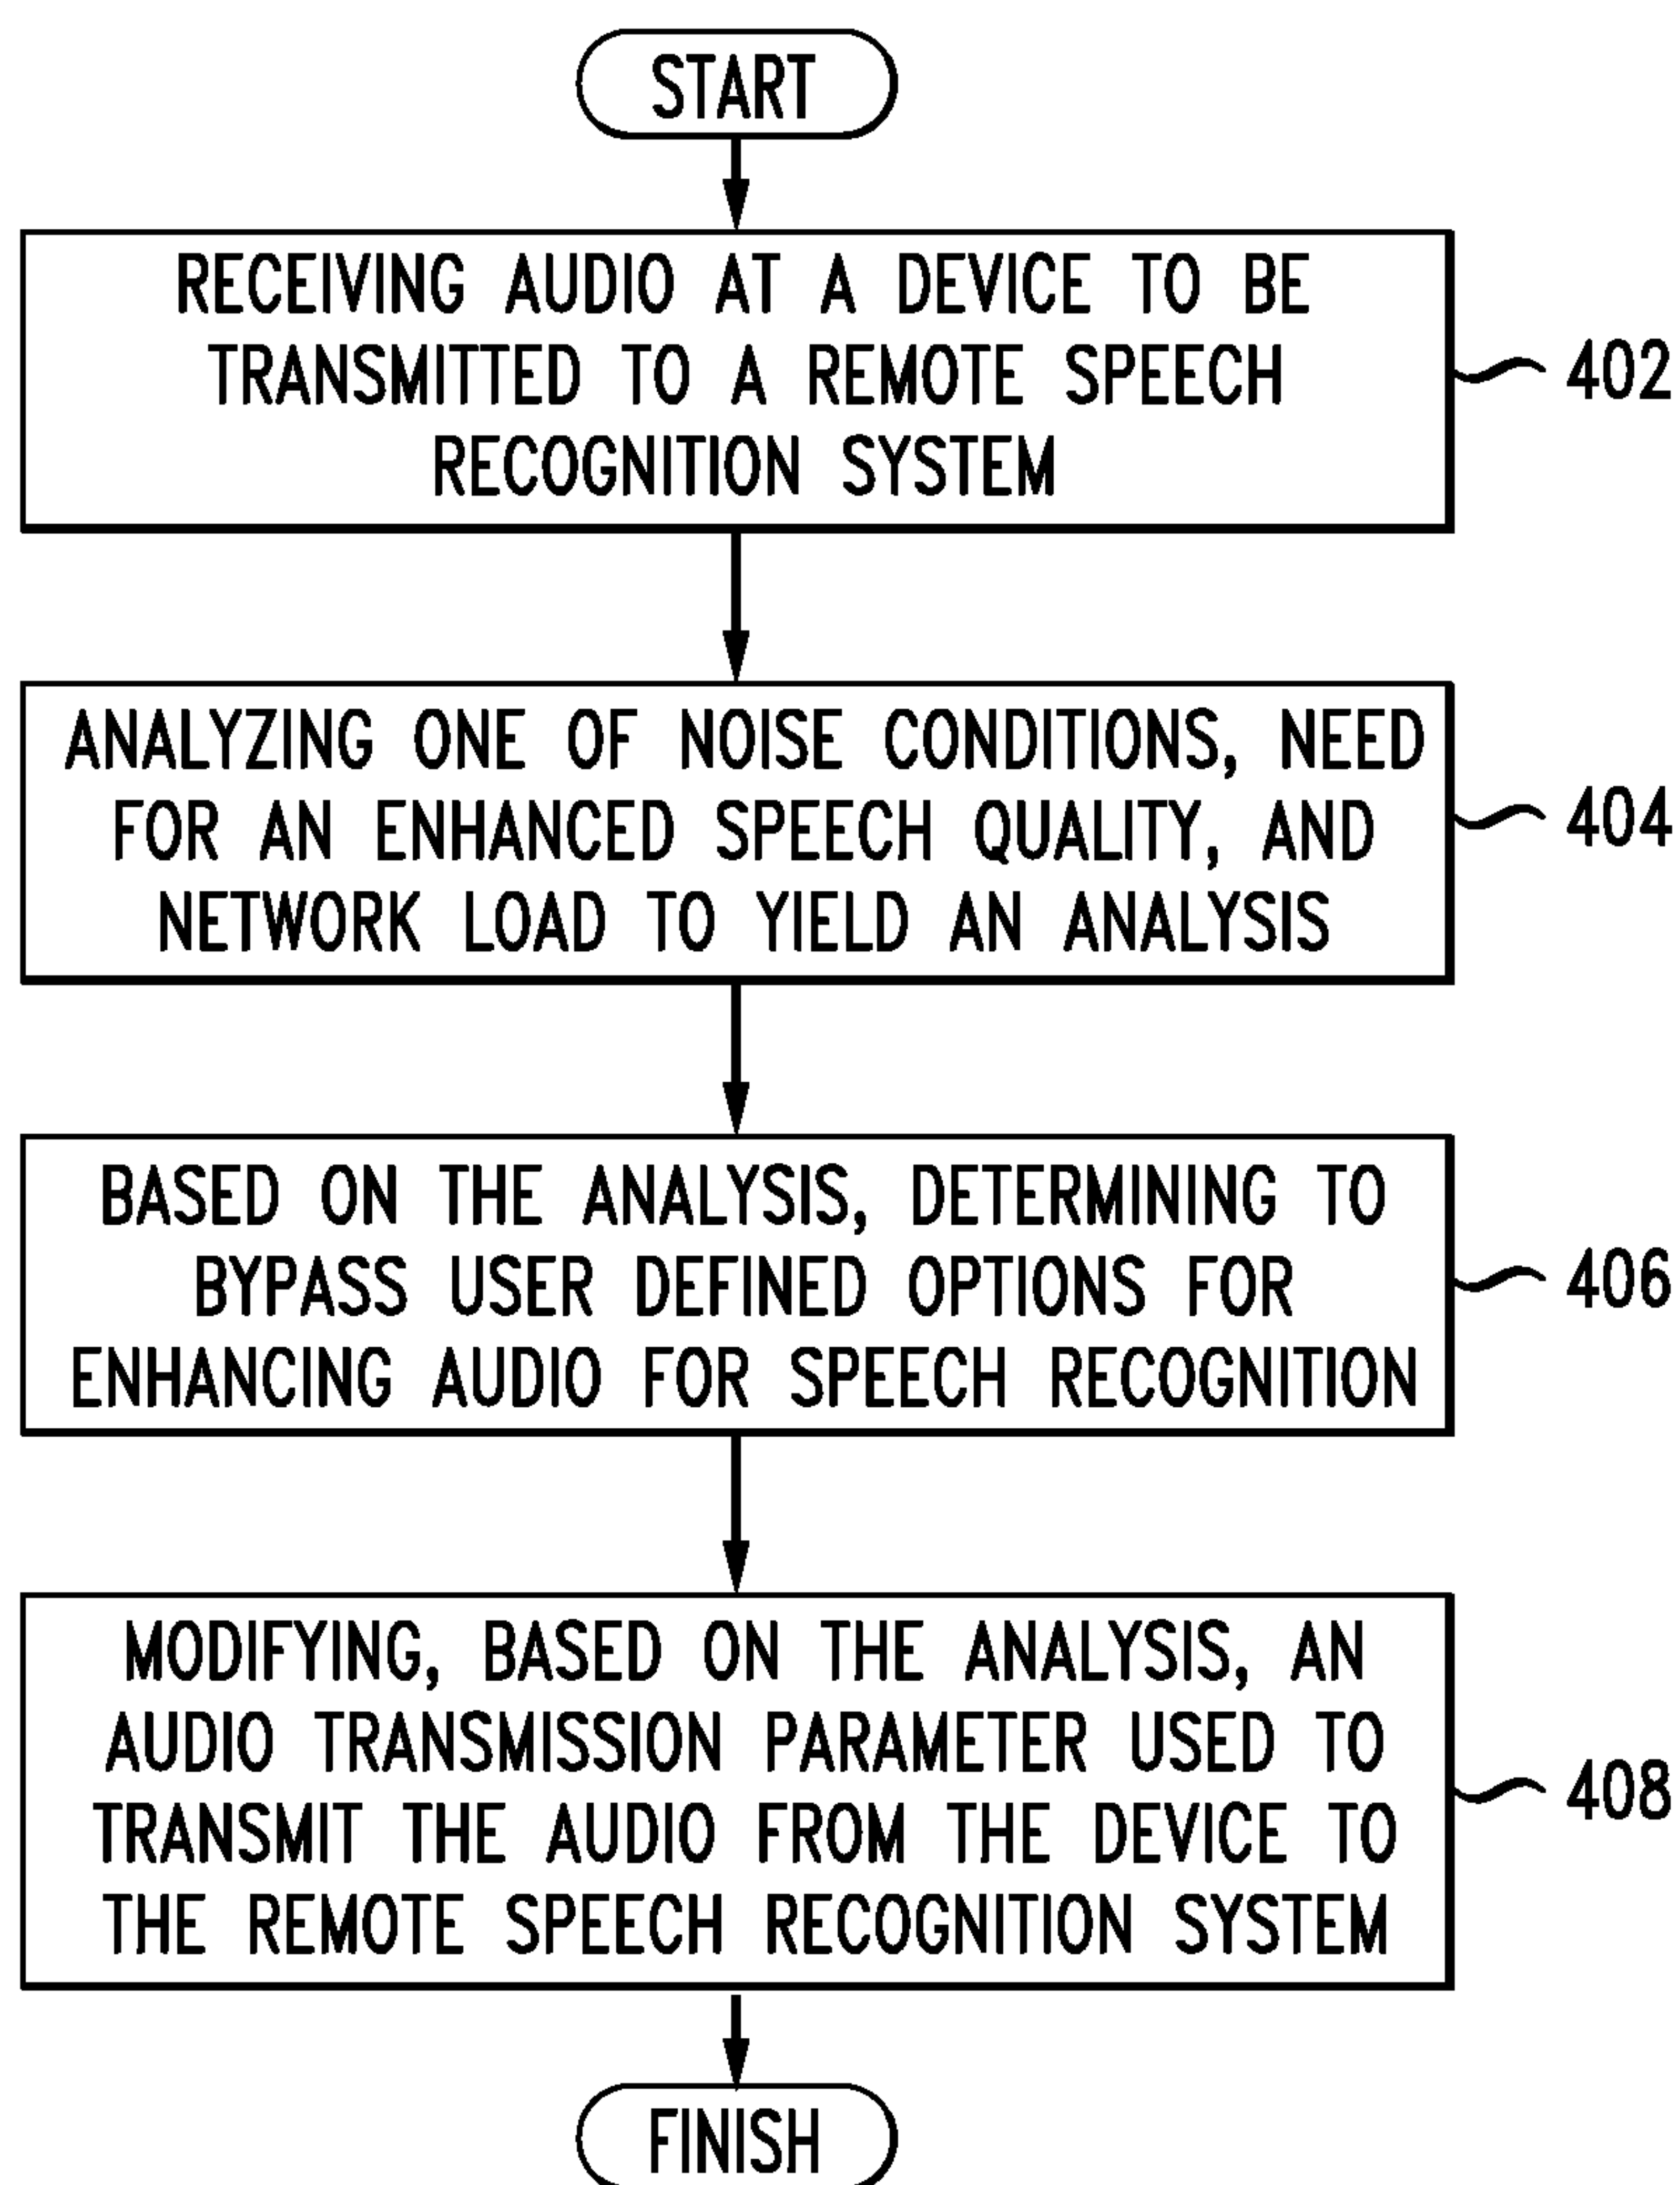 START
RECEIVING AUDIO AT A DEVICE TO BE
TRANSMITTED TO A REMOTE SPEECH
RECOGNITION SYSTEM
402
ANALYZING ONE OF NOISE CONDITIONS, NEED
FOR AN ENHANCED SPEECH QUALITY, AND
NETWORK LOAD TO YIELD AN ANALYSIS
404
BASED ON THE ANALYSIS, DETERMINING TO
BYPASS USER DEFINED OPTIONS FOR
ENHANCING AUDIO FOR SPEECH RECOGNITION
406
MODIFYING, BASED ON THE ANALYSIS, AN
AUDIO TRANSMISSION PARAMETER USED TO
TRANSMIT THE AUDIO FROM THE DEVICE TO
THE REMOTE SPEECH RECOGNITION SYSTEM
408
FINISH